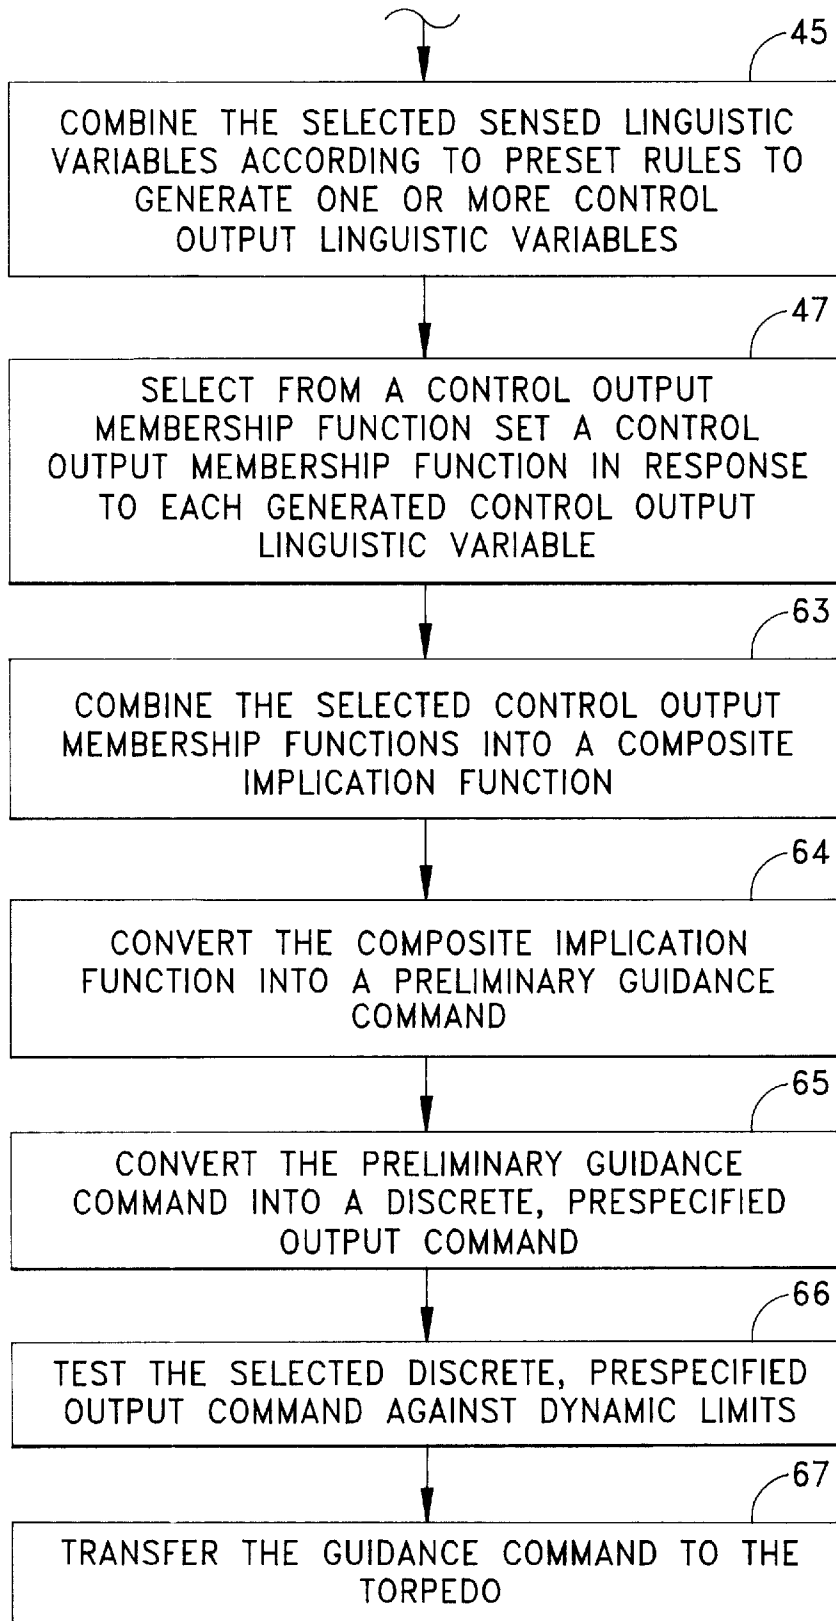 45
COMBINE THE SELECTED SENSED LINGUISTIC
VARIABLES ACCORDING TO PRESET RULES TO
GENERATE ONE OR MORE CONTROL
OUTPUT LINGUISTIC VARIABLES
47
SELECT FROM A CONTROL OUTPUT
MEMBERSHIP FUNCTION SET A CONTROL
OUTPUT MEMBERSHIP FUNCTION IN RESPONSE
TO EACH GENERATED CONTROL OUTPUT
LINGUISTIC VARIABLE
63
COMBINE THE SELECTED CONTROL OUTPUT
MEMBERSHIP FUNCTIONS INTO A COMPOSITE
IMPLICATION FUNCTION
64
CONVERT THE COMPOSITE IMPLICATION
FUNCTION INTO A PRELIMINARY GUIDANCE
COMMAND
65
CONVERT THE PRELIMINARY GUIDANCE
COMMAND INTO A DISCRETE, PRESPECIFIED
OUTPUT COMMAND
66
TEST THE SELECTED DISCRETE, PRESPECIFIED
OUTPUT COMMAND AGAINST DYNAMIC LIMITS
67
TRANSFER THE GUIDANCE COMMAND TO THE
TORPEDO